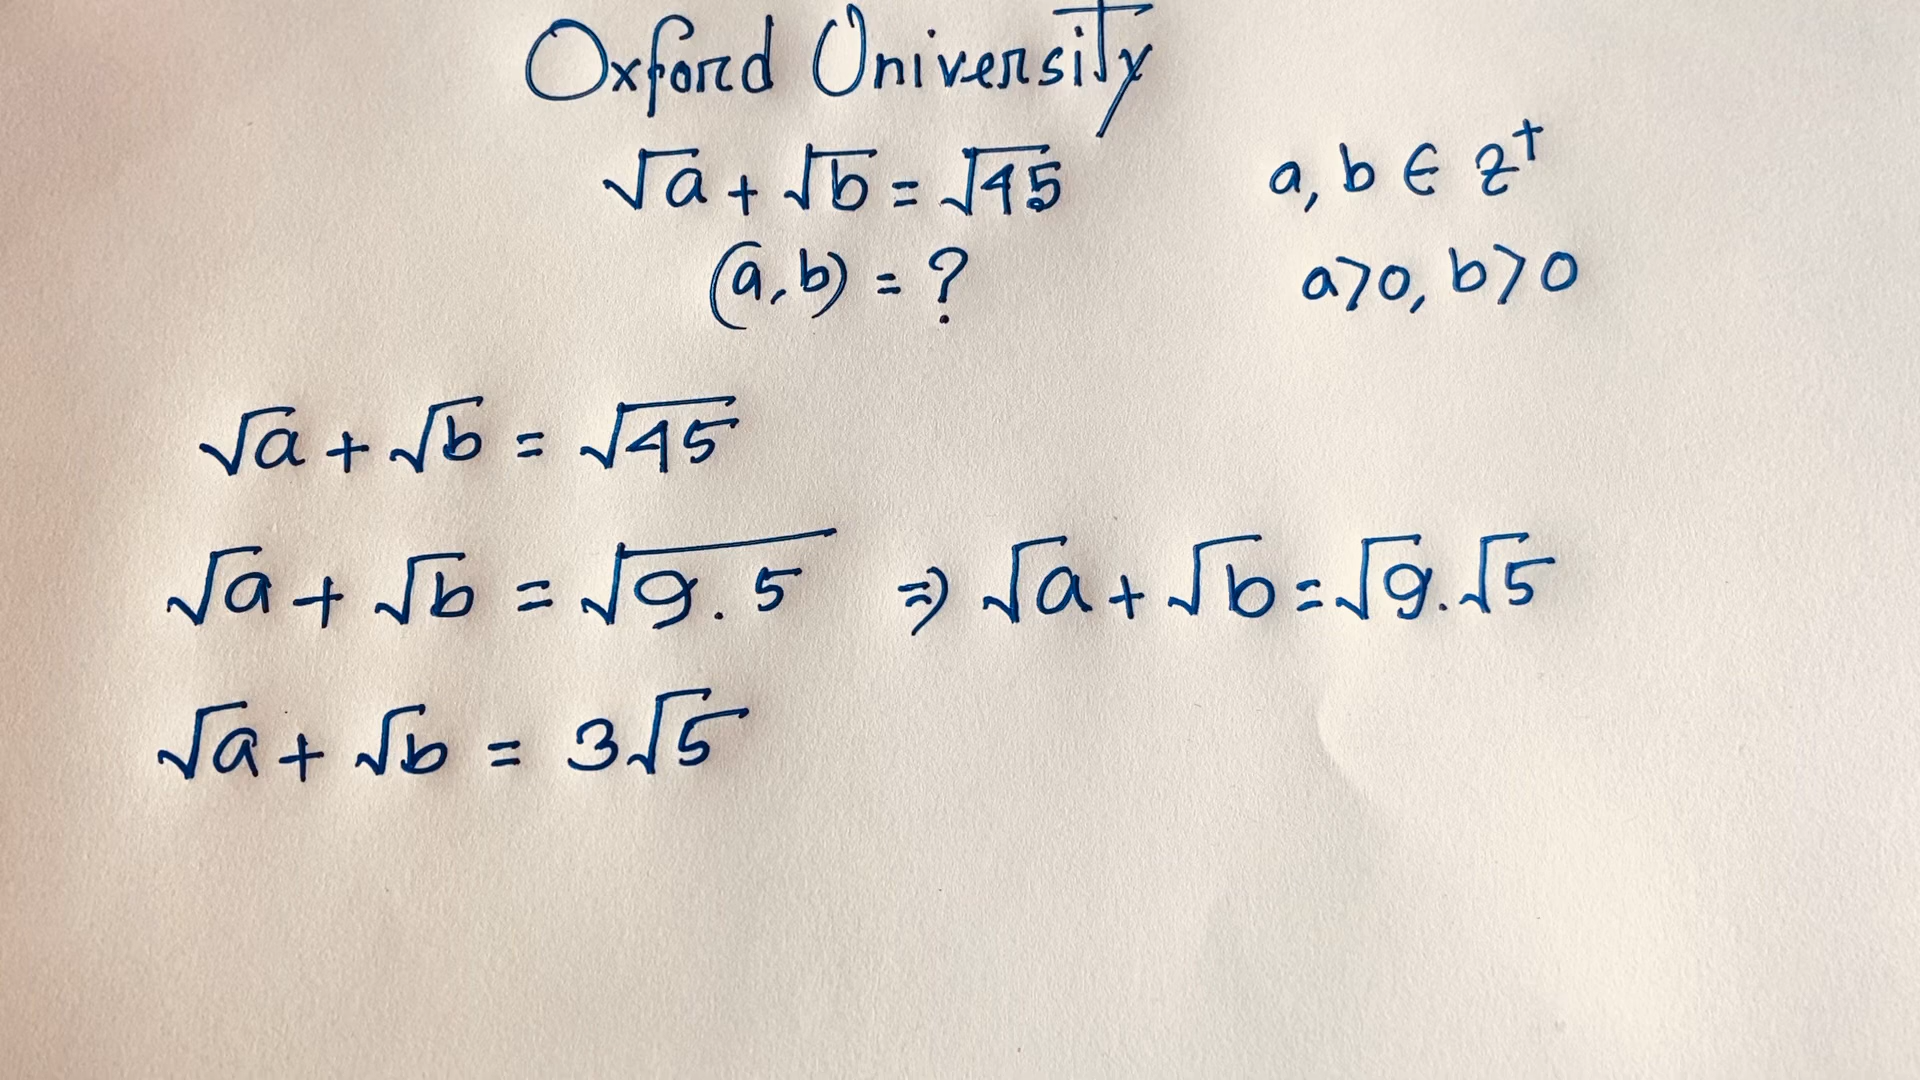 Oxford University
√a + √b = √45
a, b ∈ z⁺
(a, b) = ?
a>0, b>0
√a + √b = √45
√a + √b = √9.5 ⇒ √a + √b = √9.√5
√a + √b = 3√5